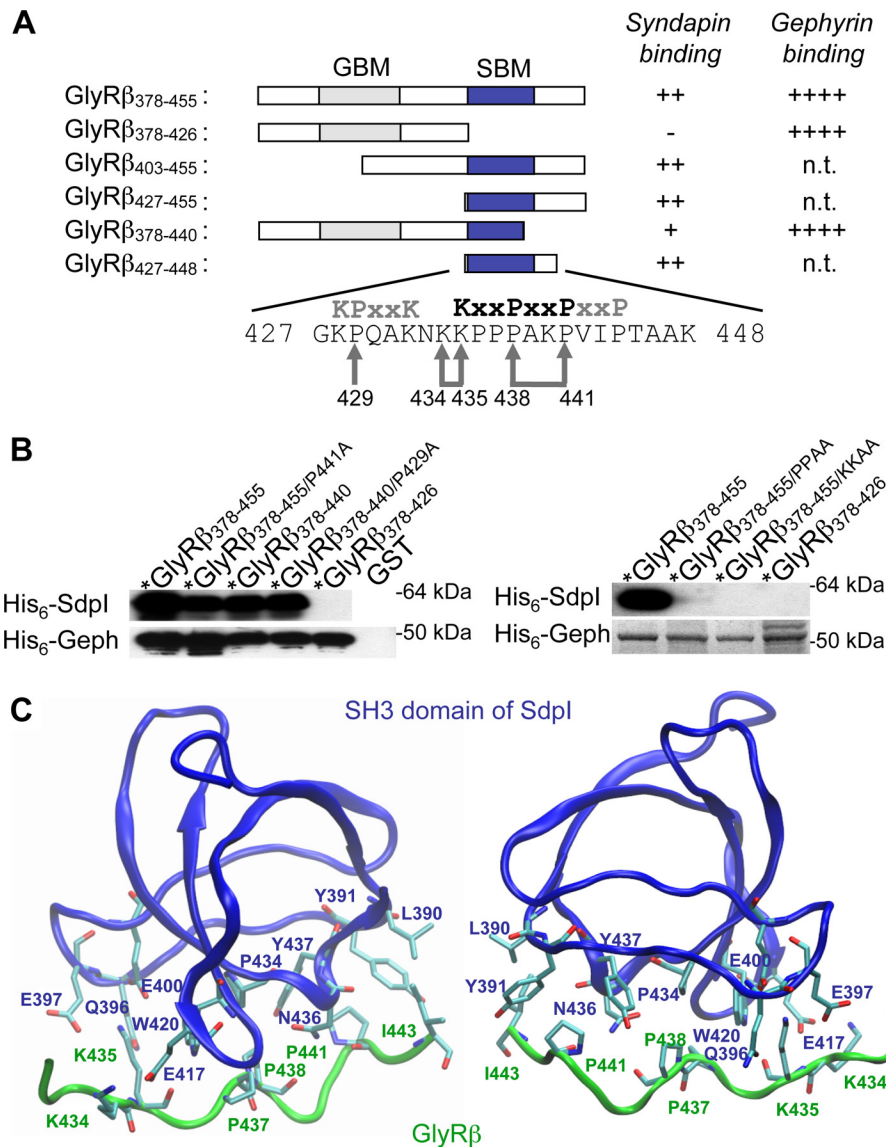 A
Syndapin binding
Gephyrin binding
GBM
SBM
GlyRβ378-455 : ++ ++++
GlyRβ378-426 : - ++++
GlyRβ403-455 : ++ n.t.
GlyRβ427-455 : ++ n.t.
GlyRβ378-440 : + ++++
GlyRβ427-448 : ++ n.t.
KPxxK KxxPxxPxxP
427 GKPQAKNKKPPPAKPVIPTAAK 448
429 434 435 438 441
B
*GlyRβ378-455
*GlyRβ378-455/P441A
*GlyRβ378-440
*GlyRβ378-440/P429A
*GlyRβ378-426
GST
His6-SdpI -64 kDa
His6-Geph -50 kDa
*GlyRβ378-455
*GlyRβ378-455/PPAA
*GlyRβ378-455/KKAA
*GlyRβ378-426
His6-SdpI -64 kDa
His6-Geph -50 kDa
C
SH3 domain of SdpI
Y391
L390
Y437
P434
E400
E397
Q396
W420
N436
I443
K435
P441
E417
P438
K434
P437
L390
Y437
E400
Y391
P434
E397
N436
P438
W420
Q396
E417
P441
I443
P437
K435
K434
GlyRβ